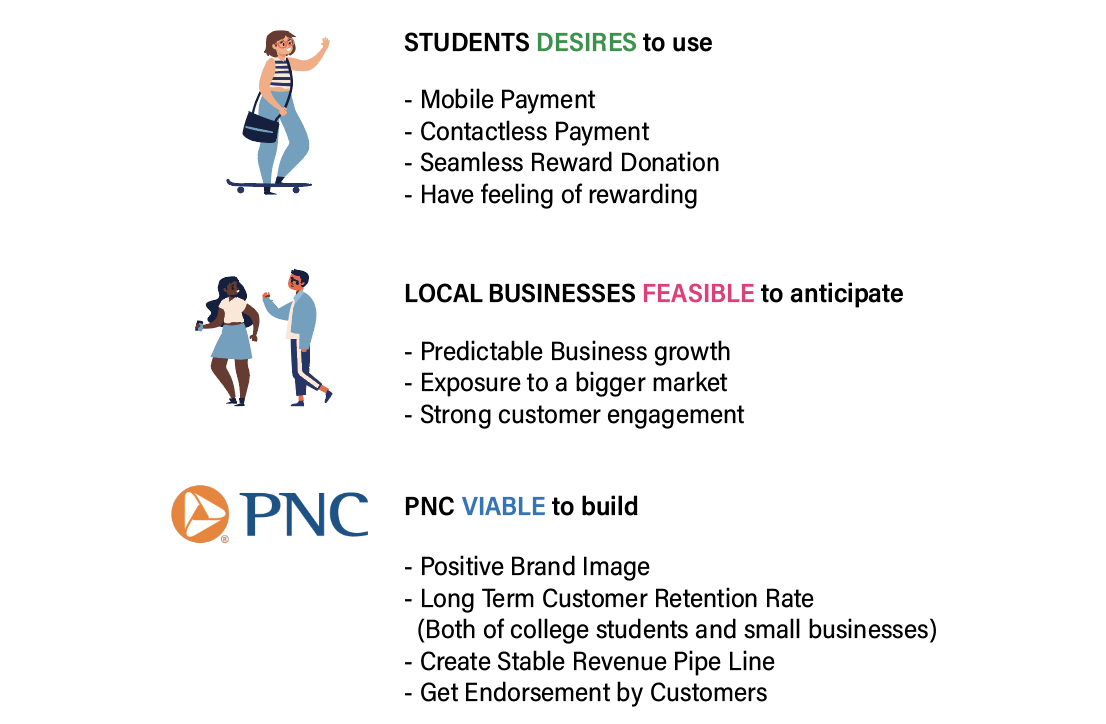 STUDENTS DESIRES to use
- Mobile Payment
- Contactless Payment
- Seamless Reward Donation
- Have feeling of rewarding
LOCAL BUSINESSES FEASIBLE to anticipate
- Predictable Business growth
- Exposure to a bigger market
- Strong customer engagement
PNC
®
PNC VIABLE to build
- Positive Brand Image
- Long Term Customer Retention Rate
(Both of college students and small businesses)
- Create Stable Revenue Pipe Line
- Get Endorsement by Customers